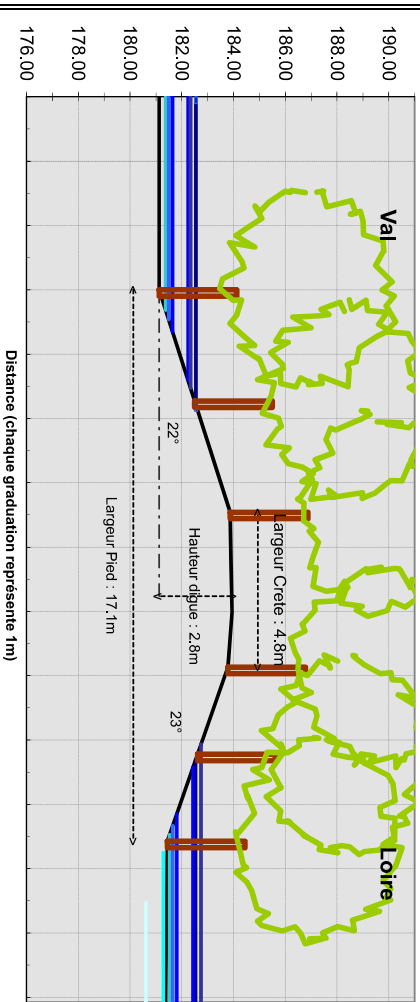 190.00
188.00
186.00
184.00
182.00
180.00
178.00
176.00
Val
Loire
Largeur Crete : 4.8m
Hauteur digue : 2.8m
22°
23°
Largeur Pied : 17.1m
Distance (chaque graduation représente 1m)